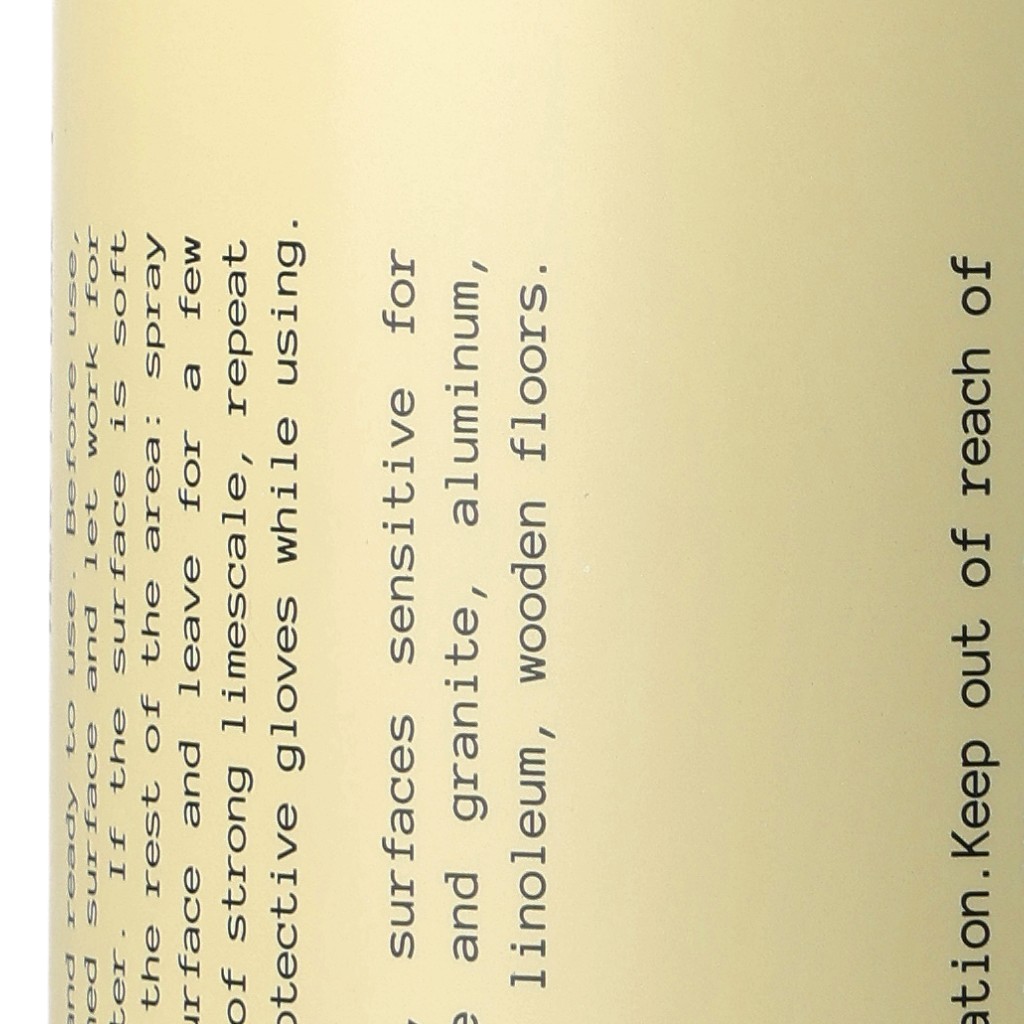 and ready to use. Before use,
ned surface and let work for
ter. If the surface is soft
the rest of the area: spray
urface and leave for a few
of strong limescale, repeat
otective gloves while using.
, surfaces sensitive for
e and granite, aluminum,
linoleum, wooden floors.
ation.Keep out of reach of